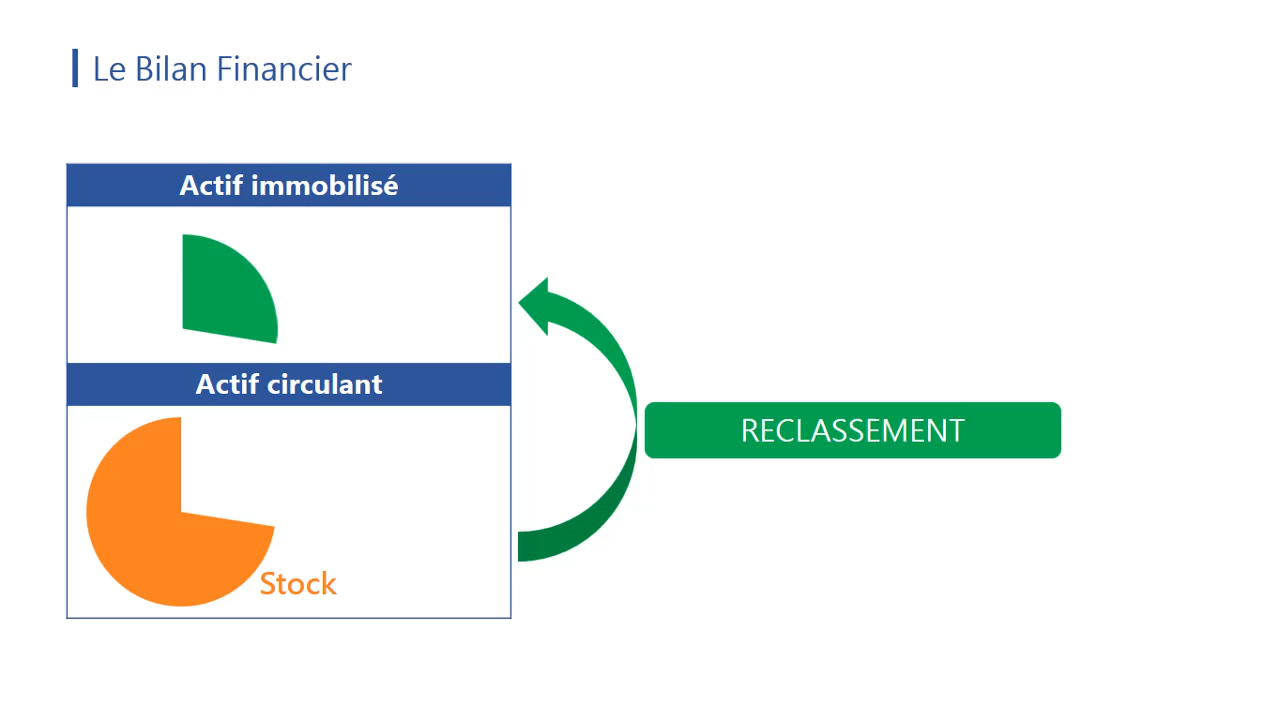 Le Bilan Financier
Actif immobilisé
Actif circulant
RECLASSEMENT
Stock